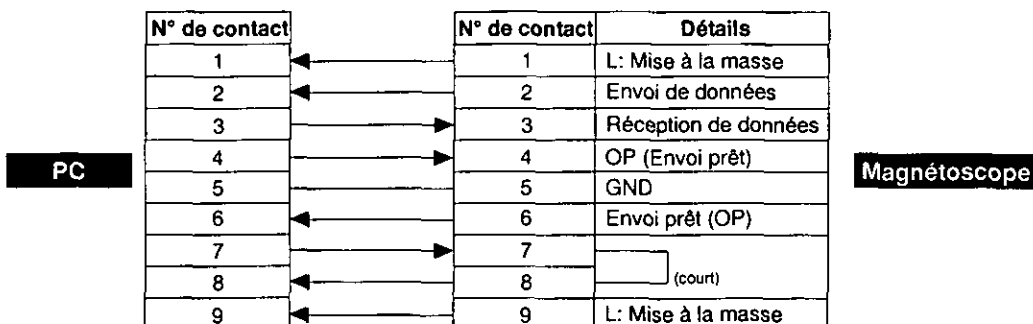 N° de contact N° de contact Détails
1 1 L: Mise à la masse
2 2 Envoi de données
3 3 Réception de données
4 4 OP (Envoi prêt)
PC Magnétoscope
5 5 GND
6 6 Envoi prêt (OP)
7 7
(court)
8 8
9 9 L: Mise à la masse